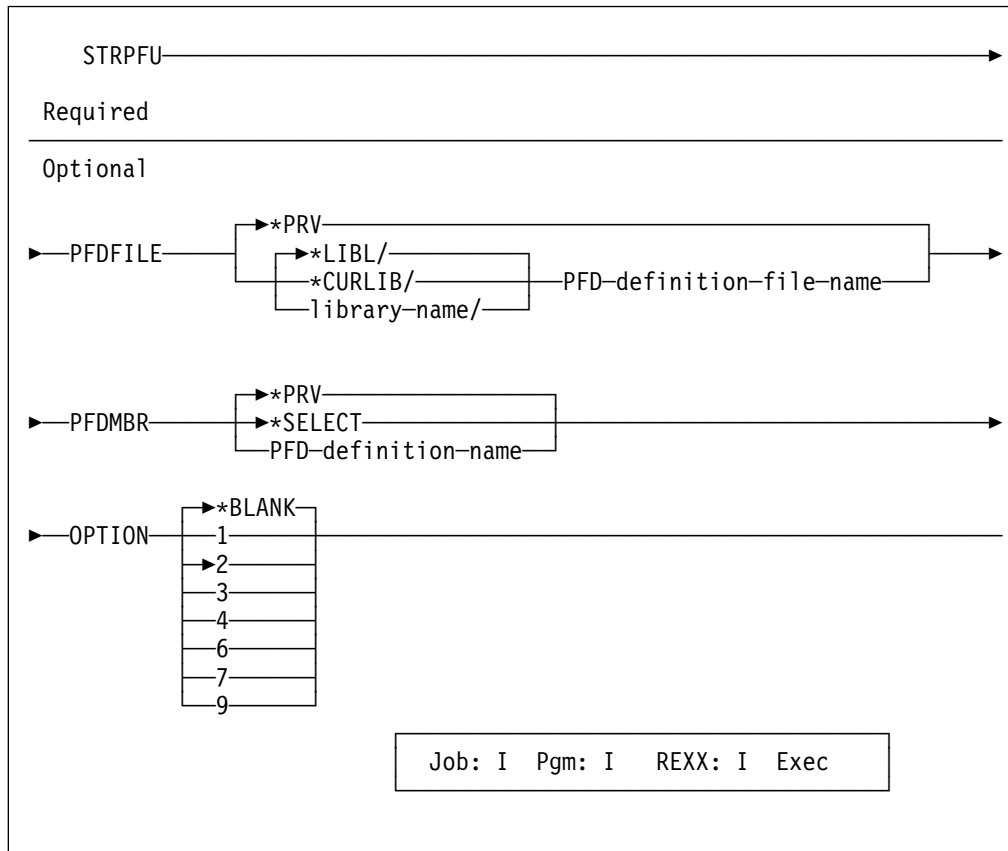 STRPFU
Required
Optional
*PRV
*LIBL/
PFDFILE
*CURLIB/ PFD-definition-file-name
library-name/
*PRV
PFDMBR *SELECT
PFD-definition-name
*BLANK
OPTION 1
2
3
4
6
7
9
Job: I Pgm: I REXX: I Exec